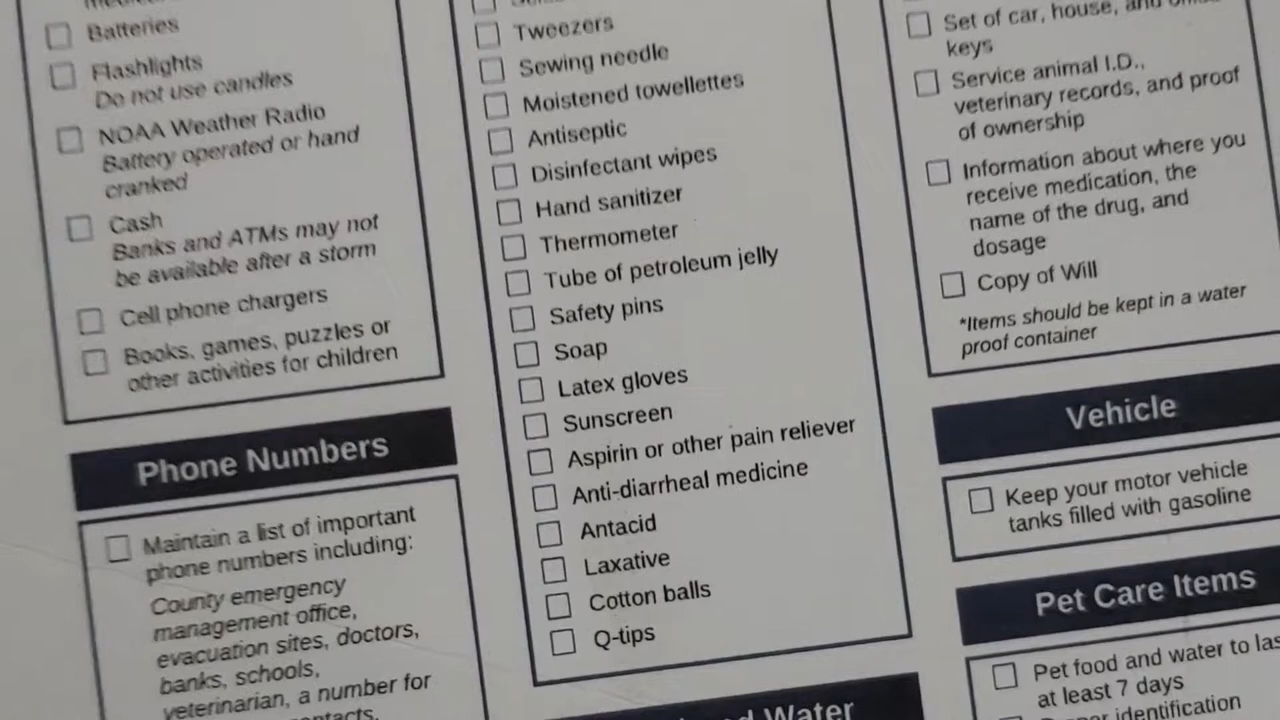 Batteries
Flashlights
Do not use candles
NOAA Weather Radio
Battery operated or hand
cranked
Cash
Banks and ATMs may not
be available after a storm
Cell phone chargers
Books, games, puzzles or
other activities for children
Phone Numbers
Maintain a list of important
phone numbers including:
County emergency
management office,
evacuation sites, doctors,
banks, schools,
veterinarian, a number for
Tweezers
Sewing needle
Moistened towellettes
Antiseptic
Disinfectant wipes
Hand sanitizer
Thermometer
Tube of petroleum jelly
Safety pins
Soap
Latex gloves
Sunscreen
Aspirin or other pain reliever
Anti-diarrheal medicine
Antacid
Laxative
Cotton balls
Q-tips
Water
Set of car, house, and office
keys
Service animal I.D.,
veterinary records, and proof
of ownership
Information about where you
receive medication, the
name of the drug, and
dosage
Copy of Will
*Items should be kept in a water
proof container
Vehicle
Keep your motor vehicle
tanks filled with gasoline
Pet Care Items
Pet food and water to
at least 7 days
identification